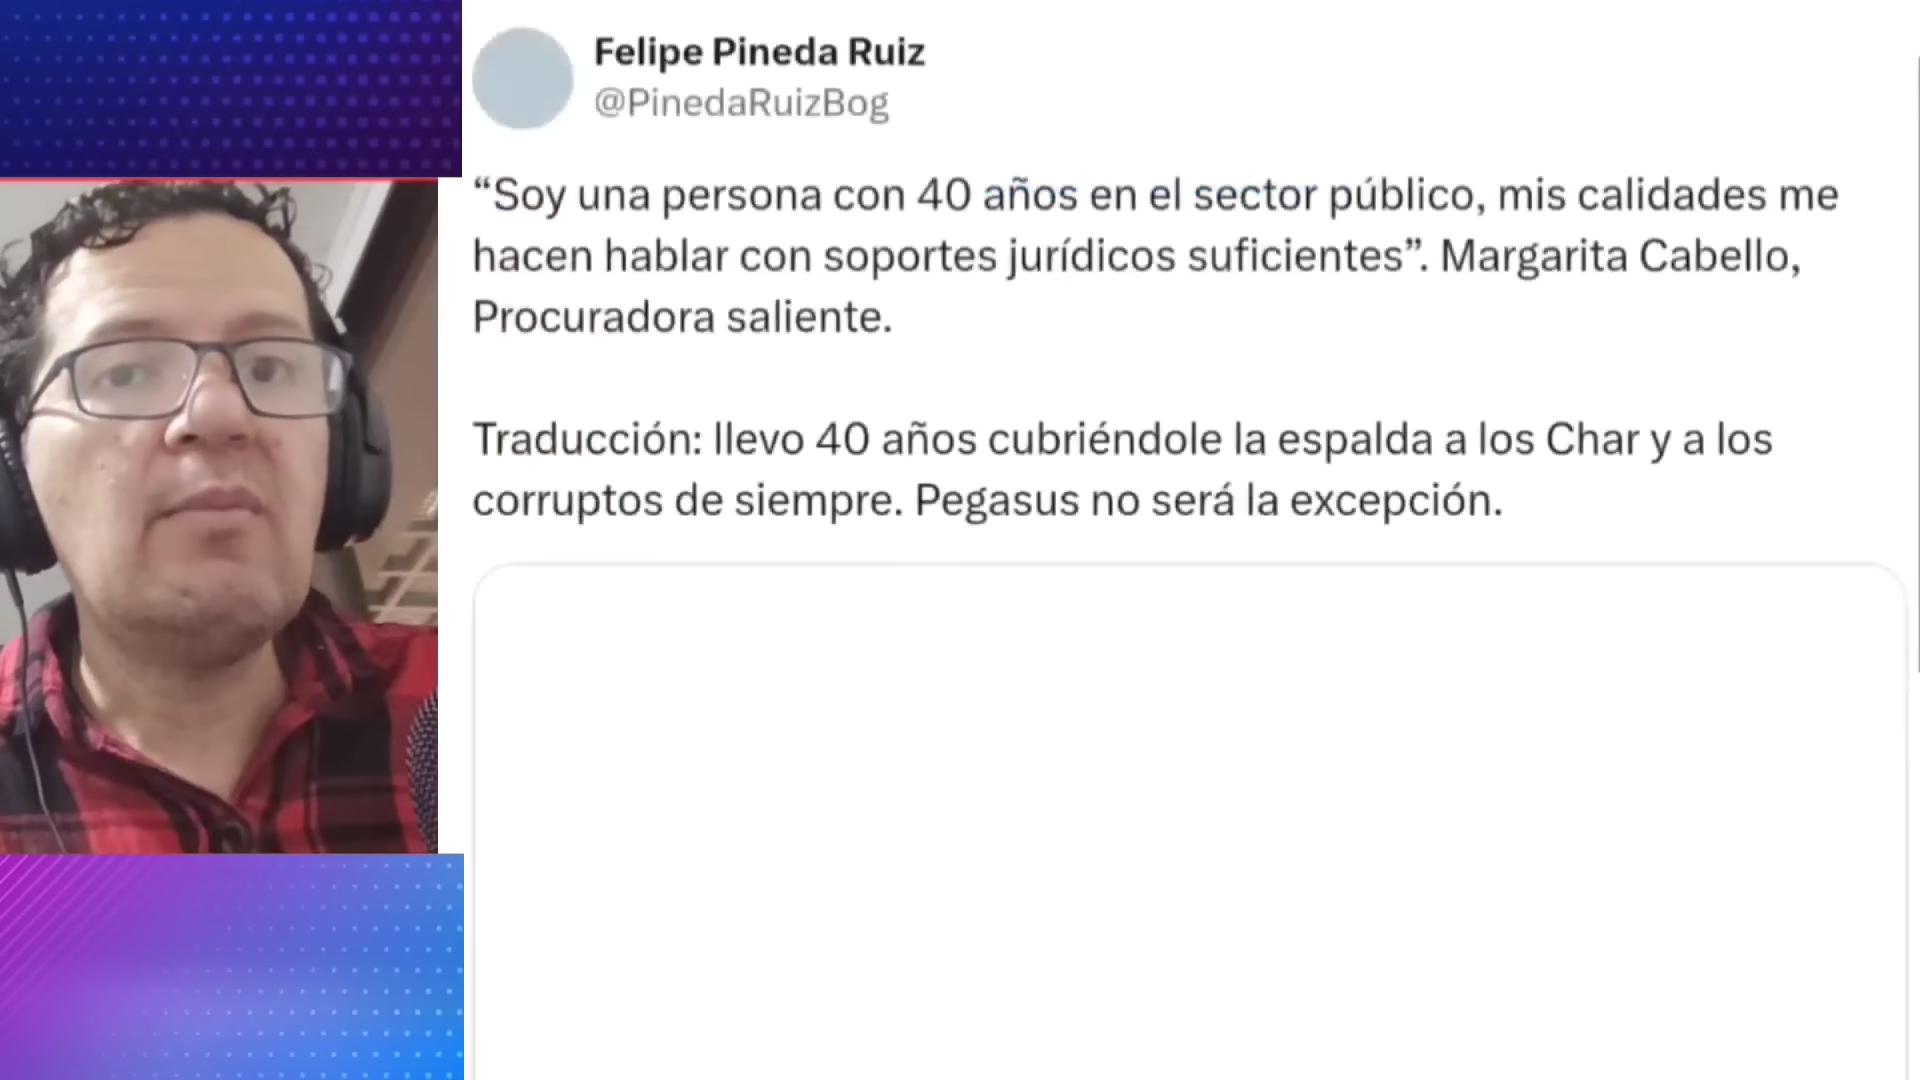 Felipe Pineda Ruiz
@PinedaRuizBog
“Soy una persona con 40 años en el sector público, mis calidades me
hacen hablar con soportes jurídicos suficientes”. Margarita Cabello,
Procuradora saliente.
Traducción: llevo 40 años cubriéndole la espalda a los Char y a los
corruptos de siempre. Pegasus no será la excepción.